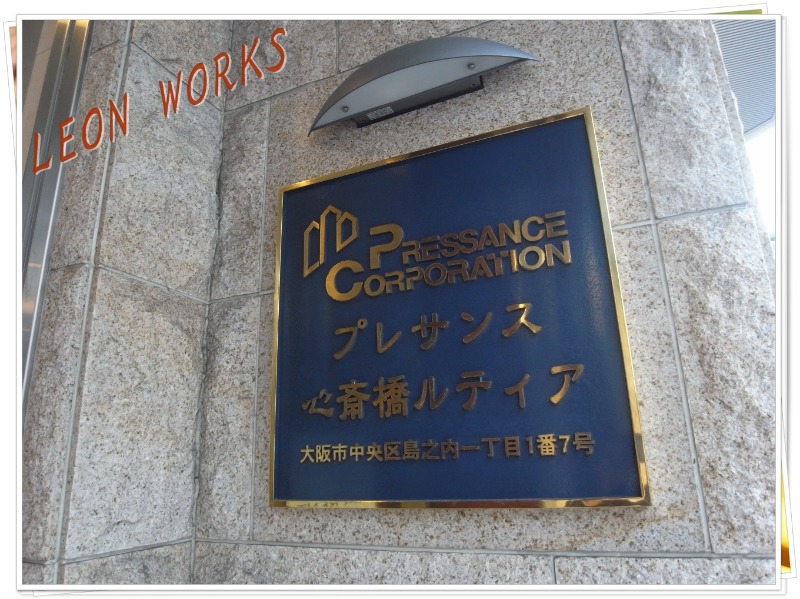 LEON WORKS
PRESSANCE
CORPORATION
プレサンス
心斎橋ルティア
大阪市中央区島之内一丁目1番7号